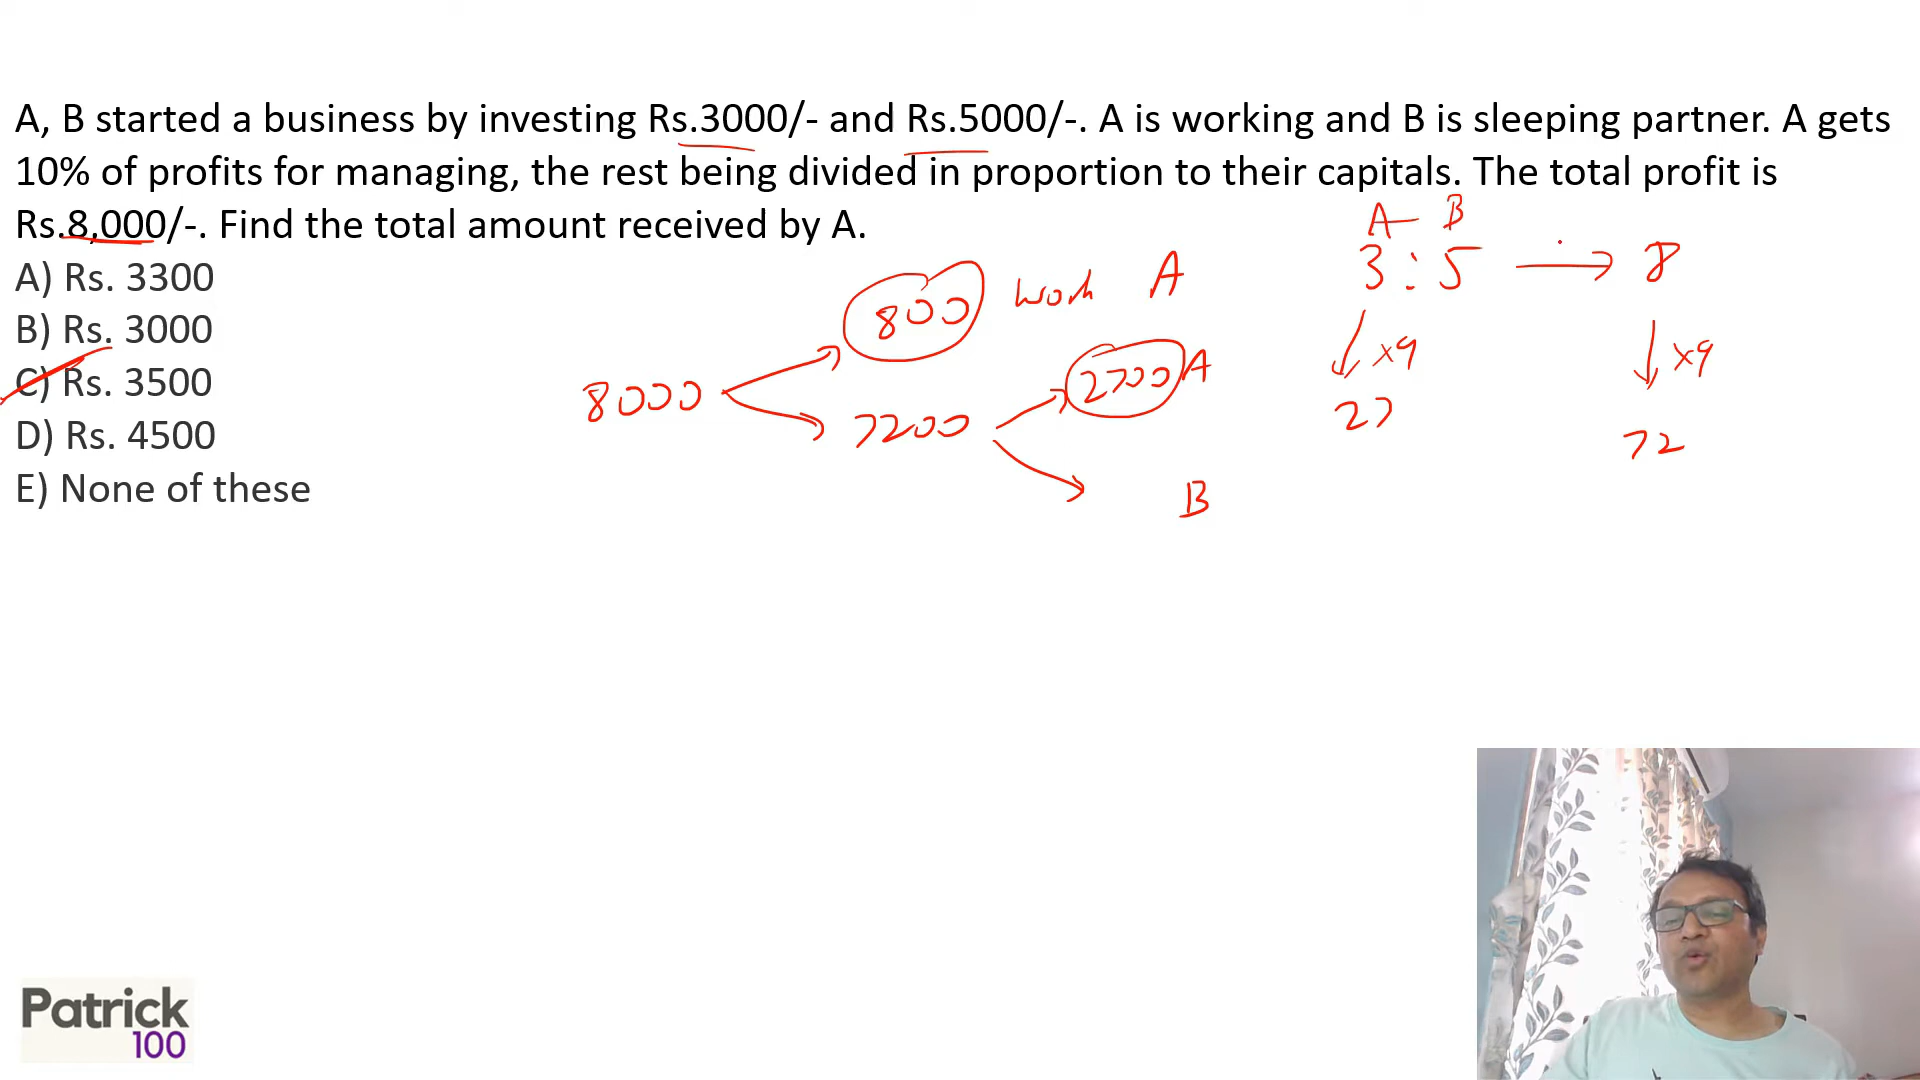 A, B started a business by investing Rs.3000/- and Rs.5000/-. A is working and B is sleeping partner. A gets
10% of profits for managing, the rest being divided in proportion to their capitals. The total profit is
Rs.8,000/-. Find the total amount received by A.
A) Rs. 3300
B) Rs. 3000
C) Rs. 3500
D) Rs. 4500
E) None of these
8000
800 work A
7200
2700 A
B
A B
3 : 5 → 8
×9 ×9
27 72
Patrick
100